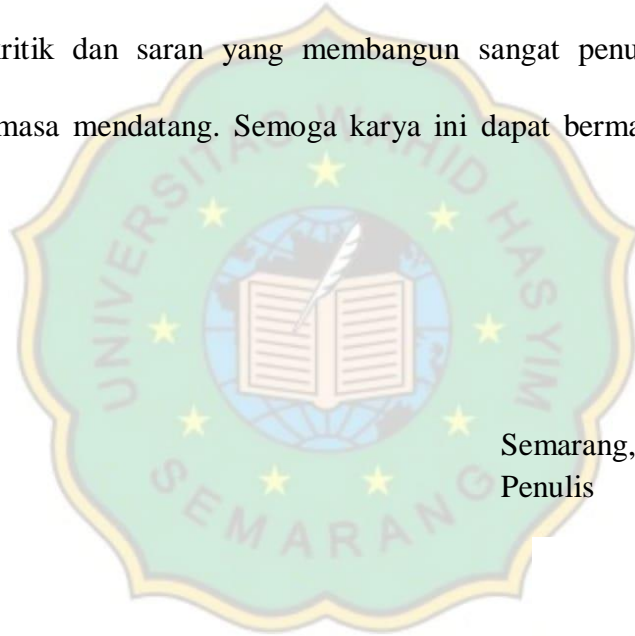 kritik dan saran yang membangun sangat penu
masa mendatang. Semoga karya ini dapat berma
UNIVERSITAS WAHID HASYIM
SEMARANG
Semarang,
Penulis